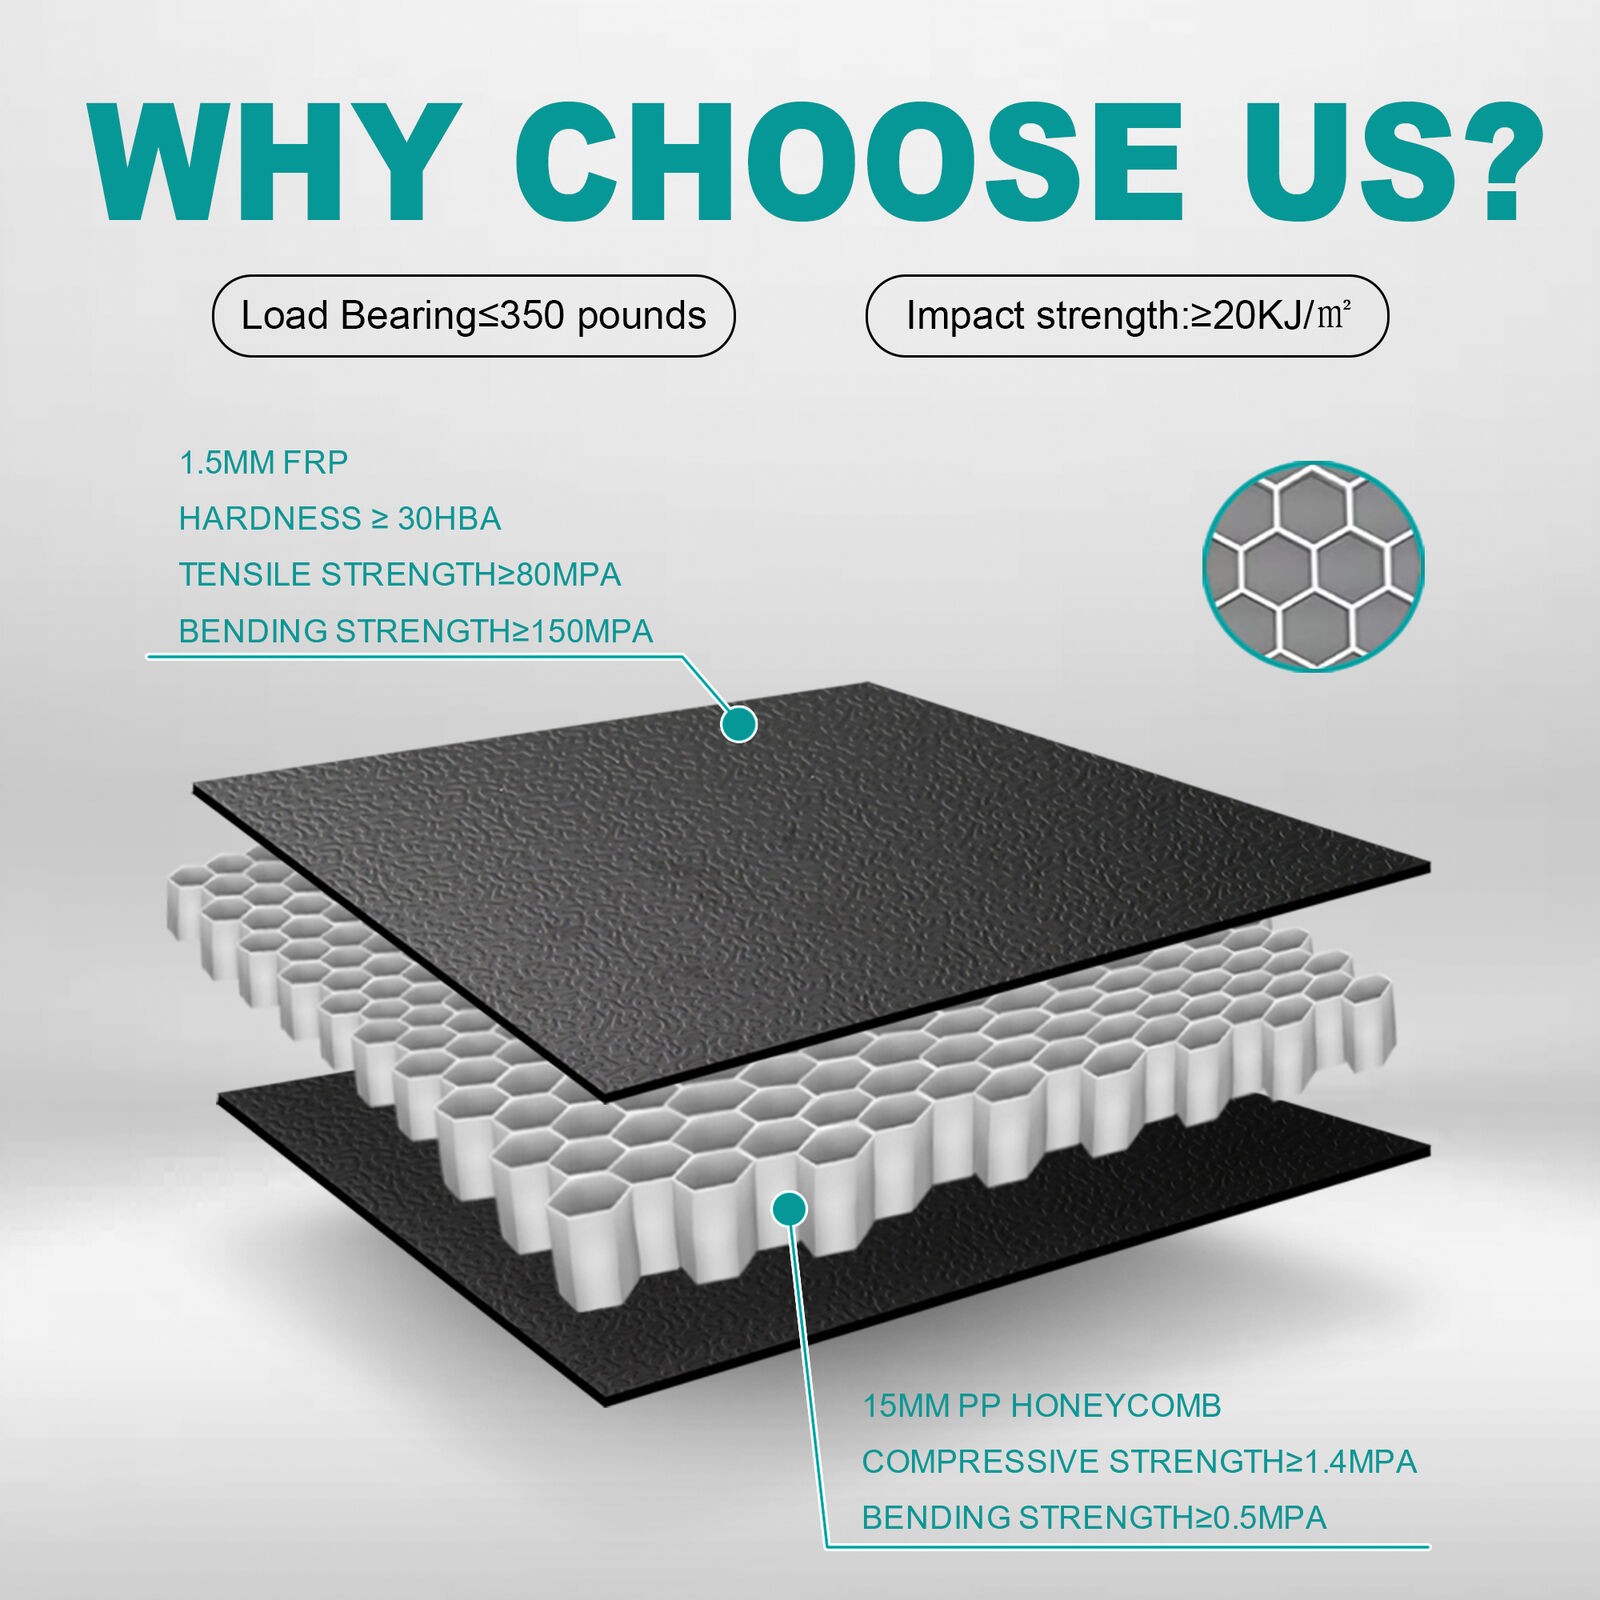 WHY CHOOSE US?
Load Bearing≤350 pounds
Impact strength:≥20KJ/㎡
1.5MM FRP
HARDNESS ≥ 30HBA
TENSILE STRENGTH≥80MPA
BENDING STRENGTH≥150MPA
15MM PP HONEYCOMB
COMPRESSIVE STRENGTH≥1.4MPA
BENDING STRENGTH≥0.5MPA